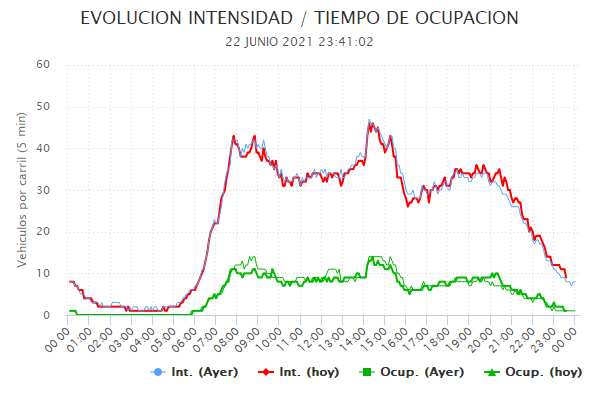 EVOLUCION INTENSIDAD / TIEMPO DE OCUPACION
22 JUNIO 2021 23:41:02
Vehiculos por carril (5 min)
60
50
40
30
20
10
0
00:00 01:00 02:00 03:00 04:00 05:00 06:00 07:00 08:00 09:00 10:00 11:00 12:00 13:00 14:00 15:00 16:00 17:00 18:00 19:00 20:00 21:00 22:00 23:00 00:00
Int. (Ayer) Int. (hoy) Ocup. (Ayer) Ocup. (hoy)